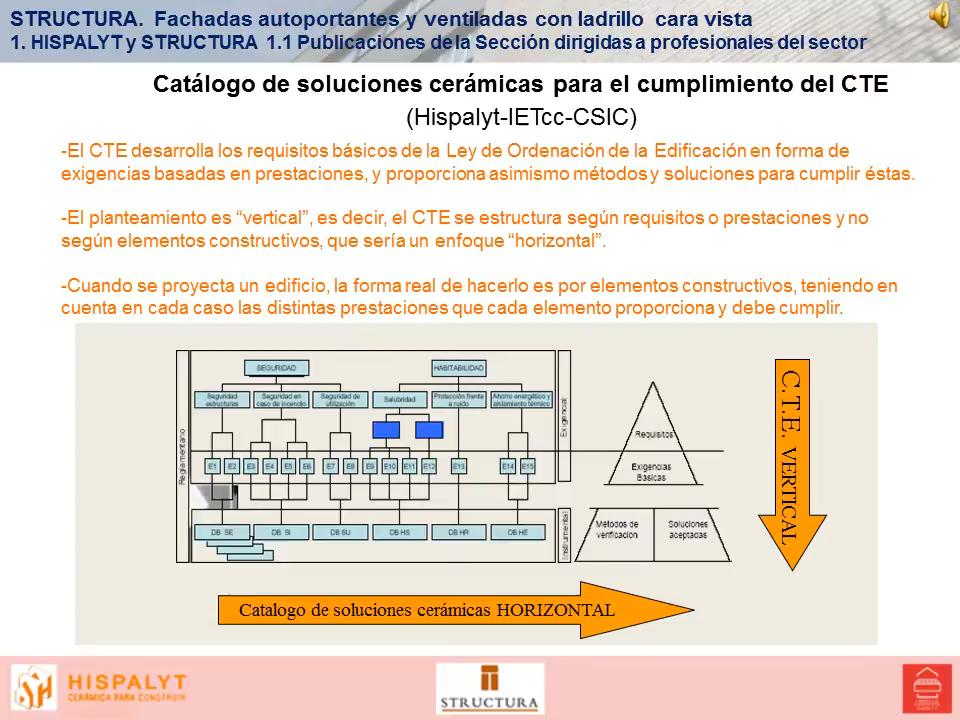 STRUCTURA. Fachadas autoportantes y ventiladas con ladrillo cara vista
1. HISPALYT y STRUCTURA 1.1 Publicaciones de la Sección dirigidas a profesionales del sector
Catálogo de soluciones cerámicas para el cumplimiento del CTE
(Hispalyt-IETcc-CSIC)
-El CTE desarrolla los requisitos básicos de la Ley de Ordenación de la Edificación en forma de
exigencias basadas en prestaciones, y proporciona asimismo métodos y soluciones para cumplir éstas.
-El planteamiento es “vertical”, es decir, el CTE se estructura según requisitos o prestaciones y no
según elementos constructivos, que sería un enfoque “horizontal”.
-Cuando se proyecta un edificio, la forma real de hacerlo es por elementos constructivos, teniendo en
cuenta en cada caso las distintas prestaciones que cada elemento proporciona y debe cumplir.
SEGURIDAD HABITABILIDAD
Seguridad
estructuras
Seguridad en
caso de incendio
Seguridad de
utilización
Salubridad
Protección frente
a ruido
Ahorro energético y
aislamiento térmico
E1 E2 E3 E4 E5 E6 E7 E8 E9 E10 E11 E12 E13 E14 E15
DB SE DB SI DB SU DB HS DB HR DB HE
Reglamentario
Exigencial
Instrumental
Requisitos
Exigencias
Básicas
Métodos de
verificación
Soluciones
aceptadas
C.T.E. VERTICAL
Catalogo de soluciones cerámicas HORIZONTAL
HISPALYT
CERÁMICA PARA CONSTRUIR
STRUCTURA